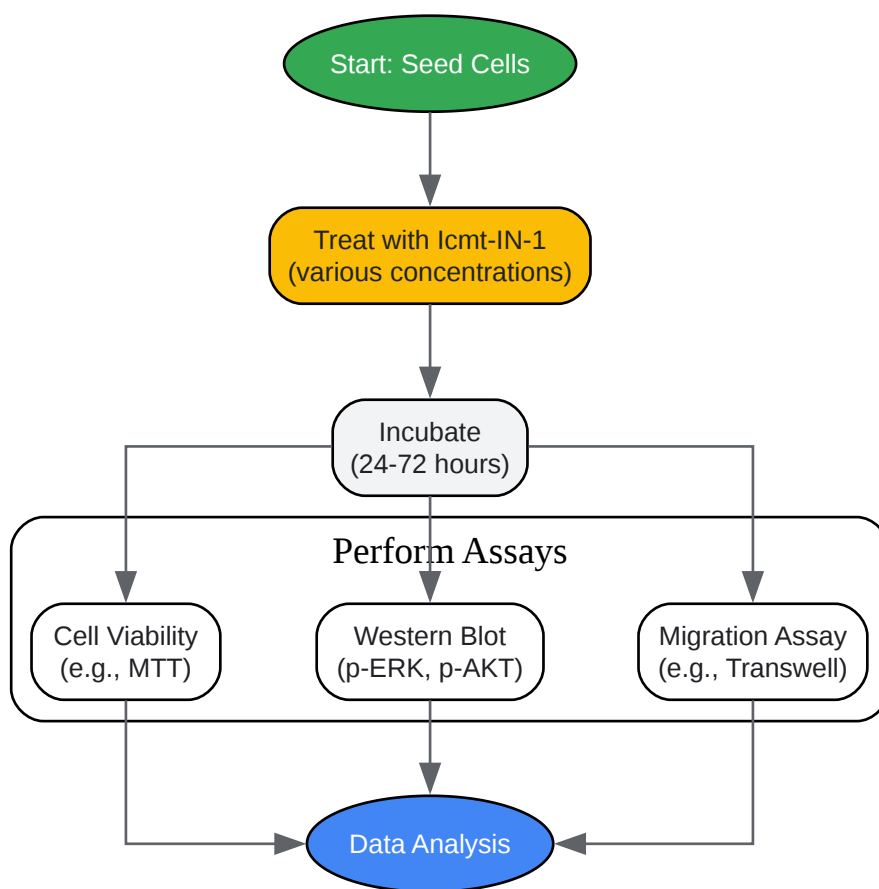 Start: Seed Cells
Treat with Icmt-IN-1
(various concentrations)
Incubate
(24-72 hours)
Perform Assays
Cell Viability
(e.g., MTT)
Western Blot
(p-ERK, p-AKT)
Migration Assay
(e.g., Transwell)
Data Analysis